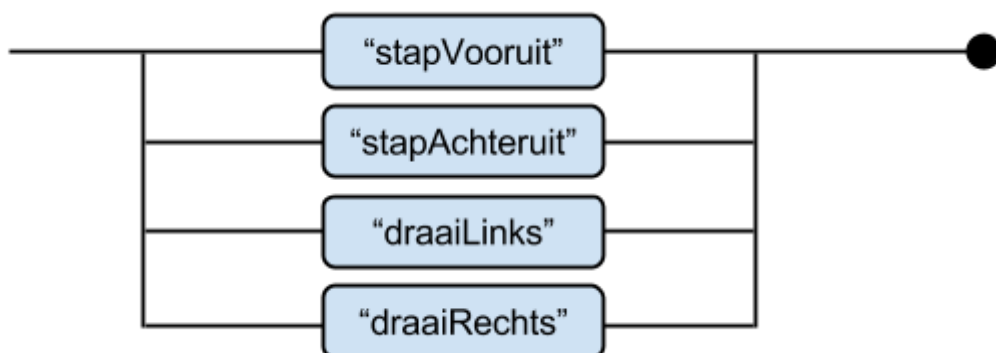 “stapVooruit”
“stapAchteruit”
“draaiLinks”
“draaiRechts”